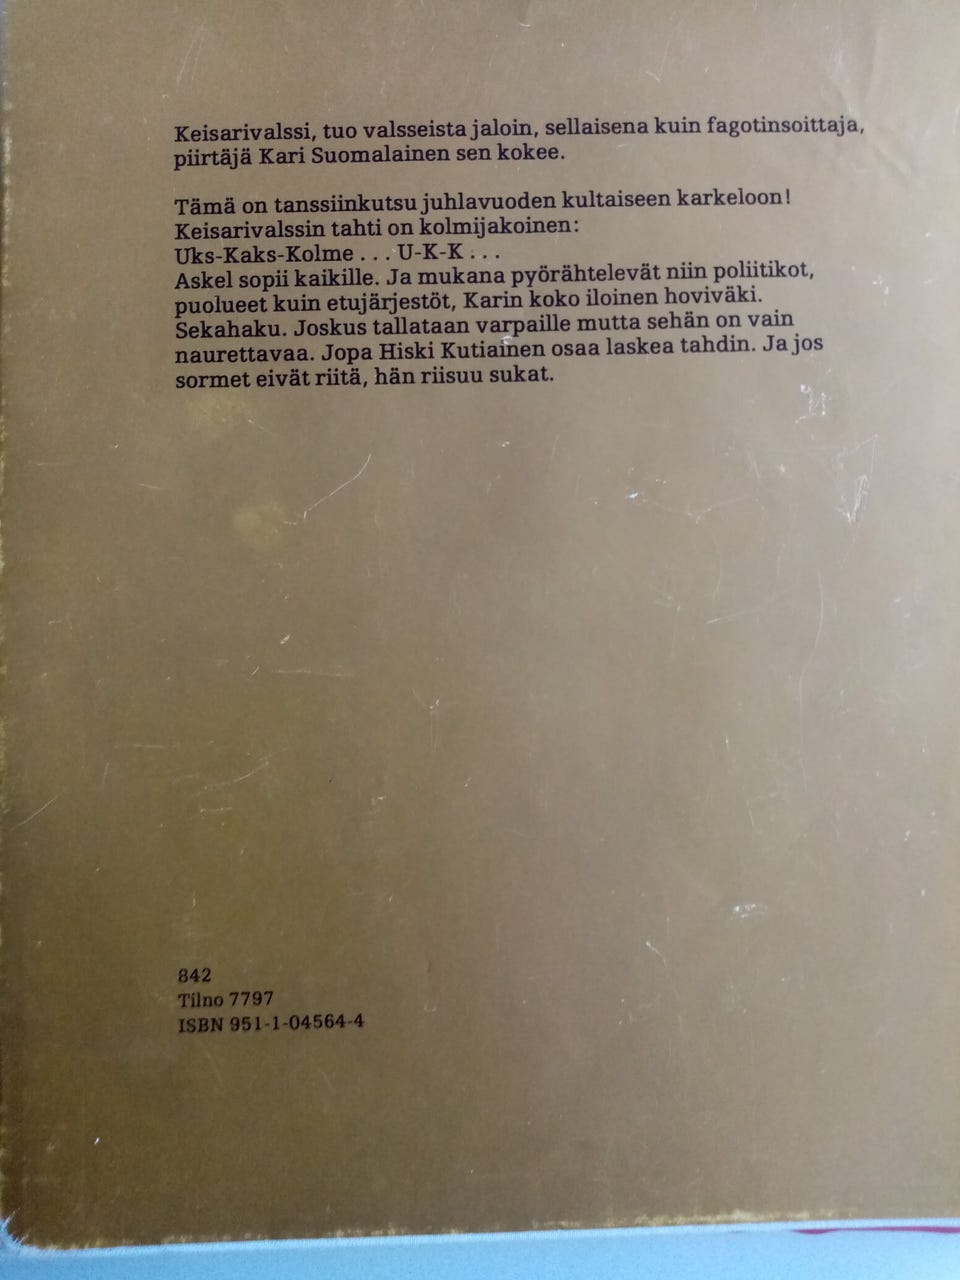 Keisarivalssi, tuo valsseista jaloin, sellaisena kuin fagotinsoittaja,
piirtäjä Kari Suomalainen sen kokee.
Tämä on tanssiinkutsu juhlavuoden kultaiseen karkeloon!
Keisarivalssin tahti on kolmijakoinen:
Uks-Kaks-Kolme . . . U-K-K . . .
Askel sopii kaikille. Ja mukana pyörähtelevät niin poliitikot,
puolueet kuin etujärjestöt, Karin koko iloinen hoviväki.
Sekahaku. Joskus tallataan varpaille mutta sehän on vain
naurettavaa. Jopa Hiski Kutiainen osaa laskea tahdin. Ja jos
sormet eivät riitä, hän riisuu sukat.
842
Tilno 7797
ISBN 951-1-04564-4